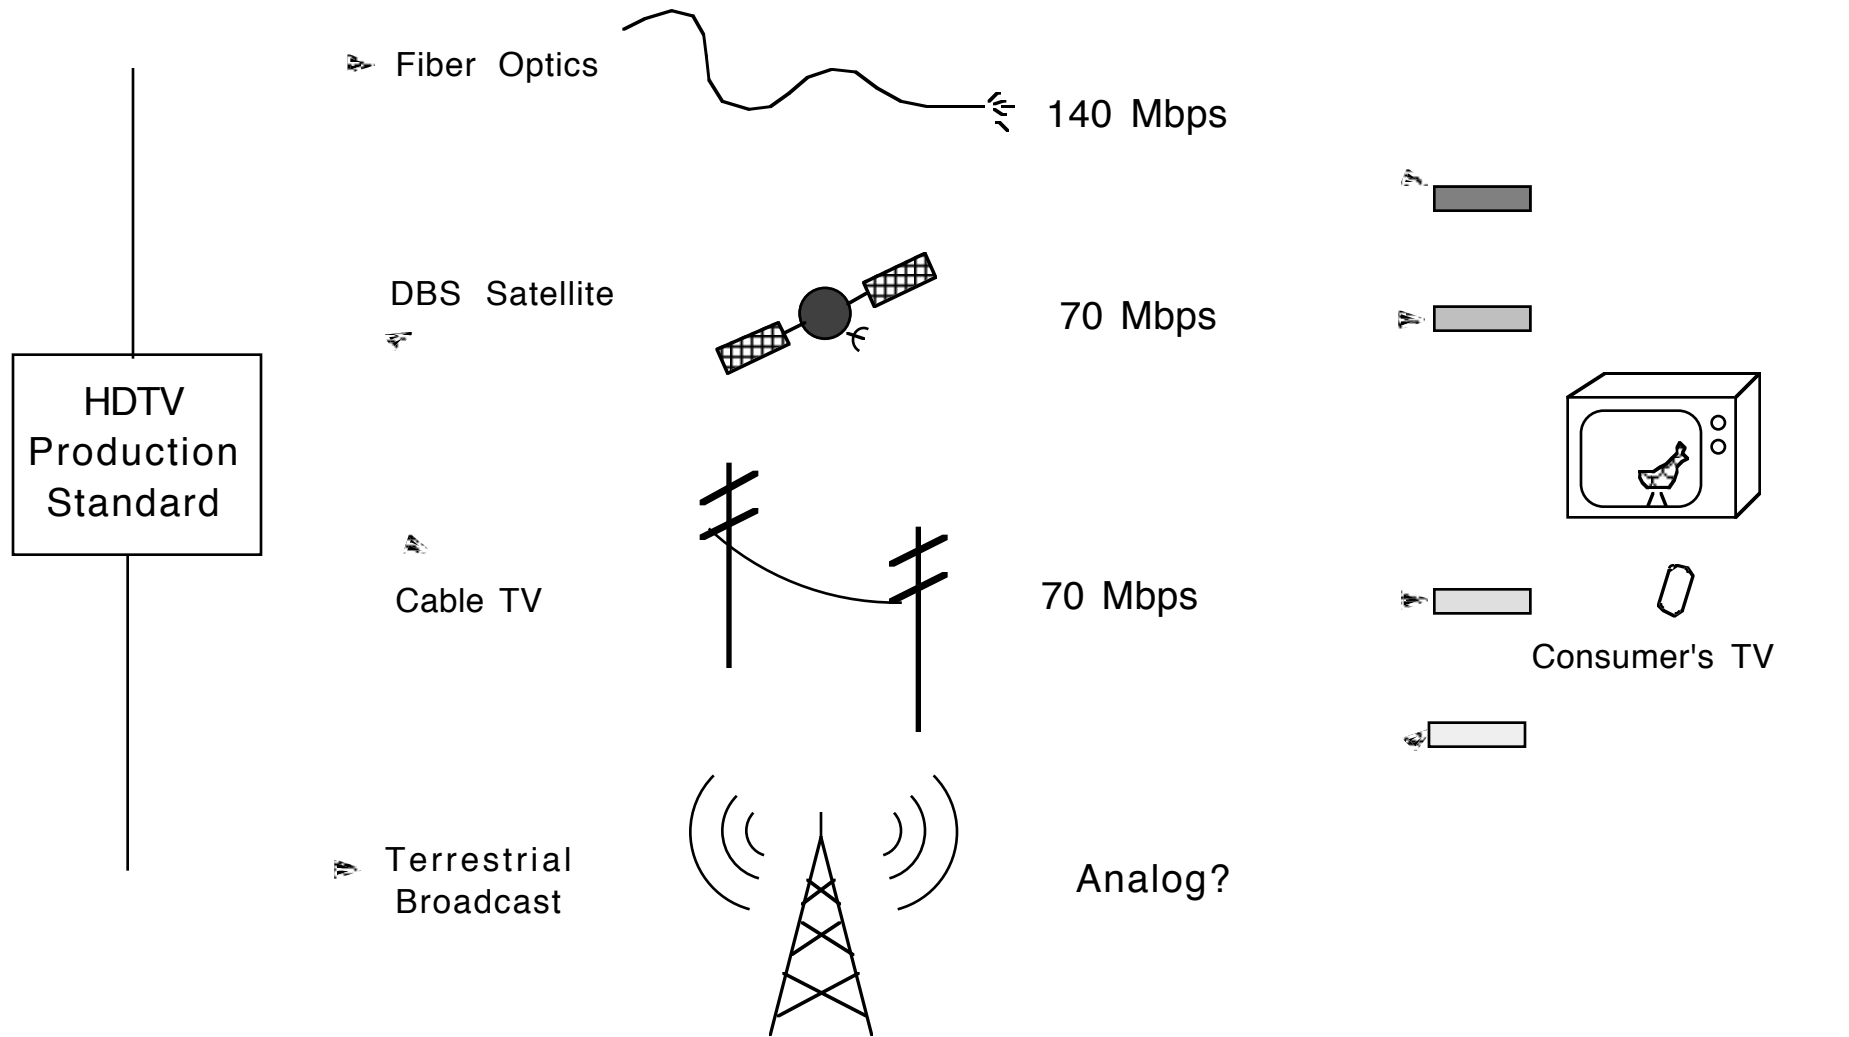 Fiber Optics
140 Mbps
DBS Satellite
70 Mbps
HDTV
Production
Standard
Cable TV
70 Mbps
Consumer's TV
Terrestrial
Broadcast
Analog?